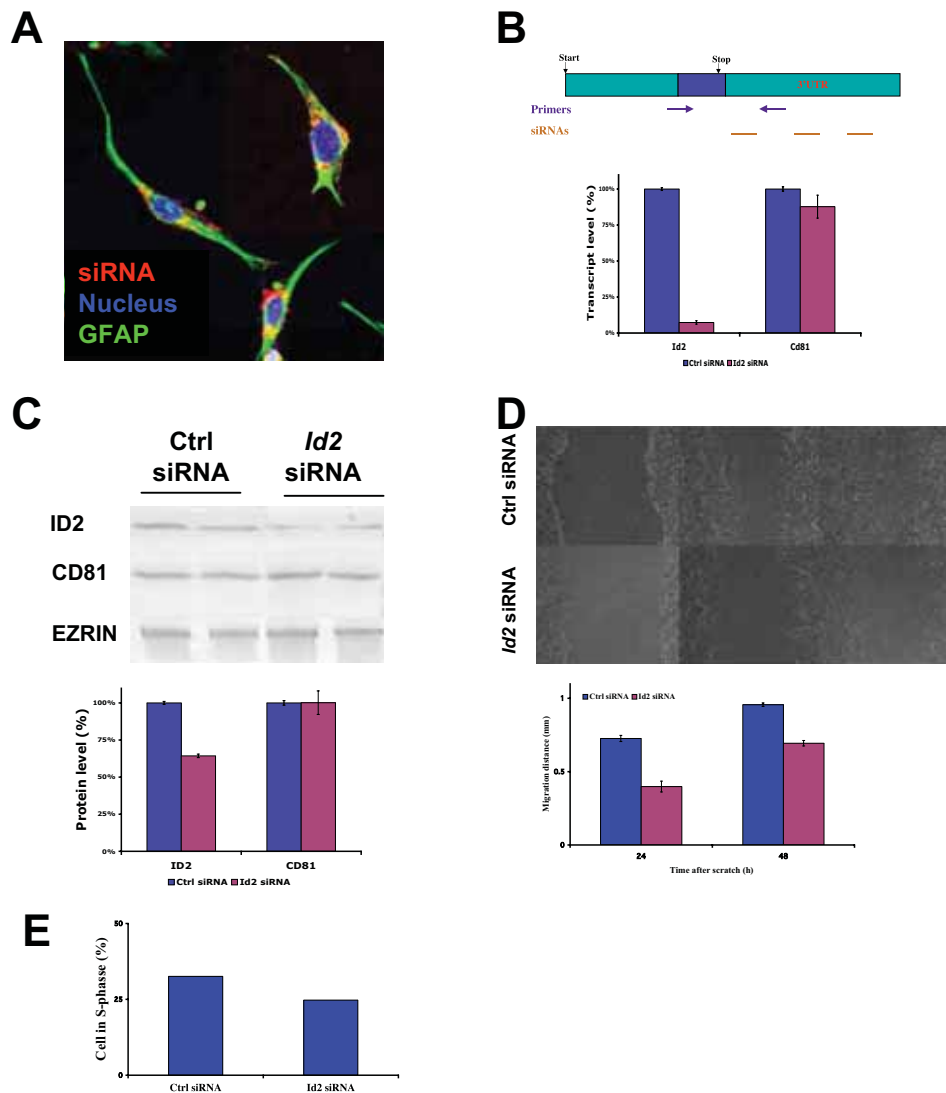 A
siRNA
Nucleus
GFAP
B
Start
Stop
Primers
siRNAs
Transcript level (%)
100%
75%
50%
25%
0%
Id2
Cd81
Ctrl siRNA
Id2 siRNA
C
Ctrl
siRNA
Id2
siRNA
ID2
CD81
EZRIN
Protein level (%)
100%
75%
50%
25%
0%
ID2
CD81
Ctrl siRNA
Id2 siRNA
D
Ctrl siRNA
Id2 siRNA
Ctrl siRNA
Id2 siRNA
Migration distance (mm)
1
0.5
0
24
48
Time after scratch (h)
E
Cell in S-phasse (%)
50
25
0
Ctrl siRNA
Id2 siRNA